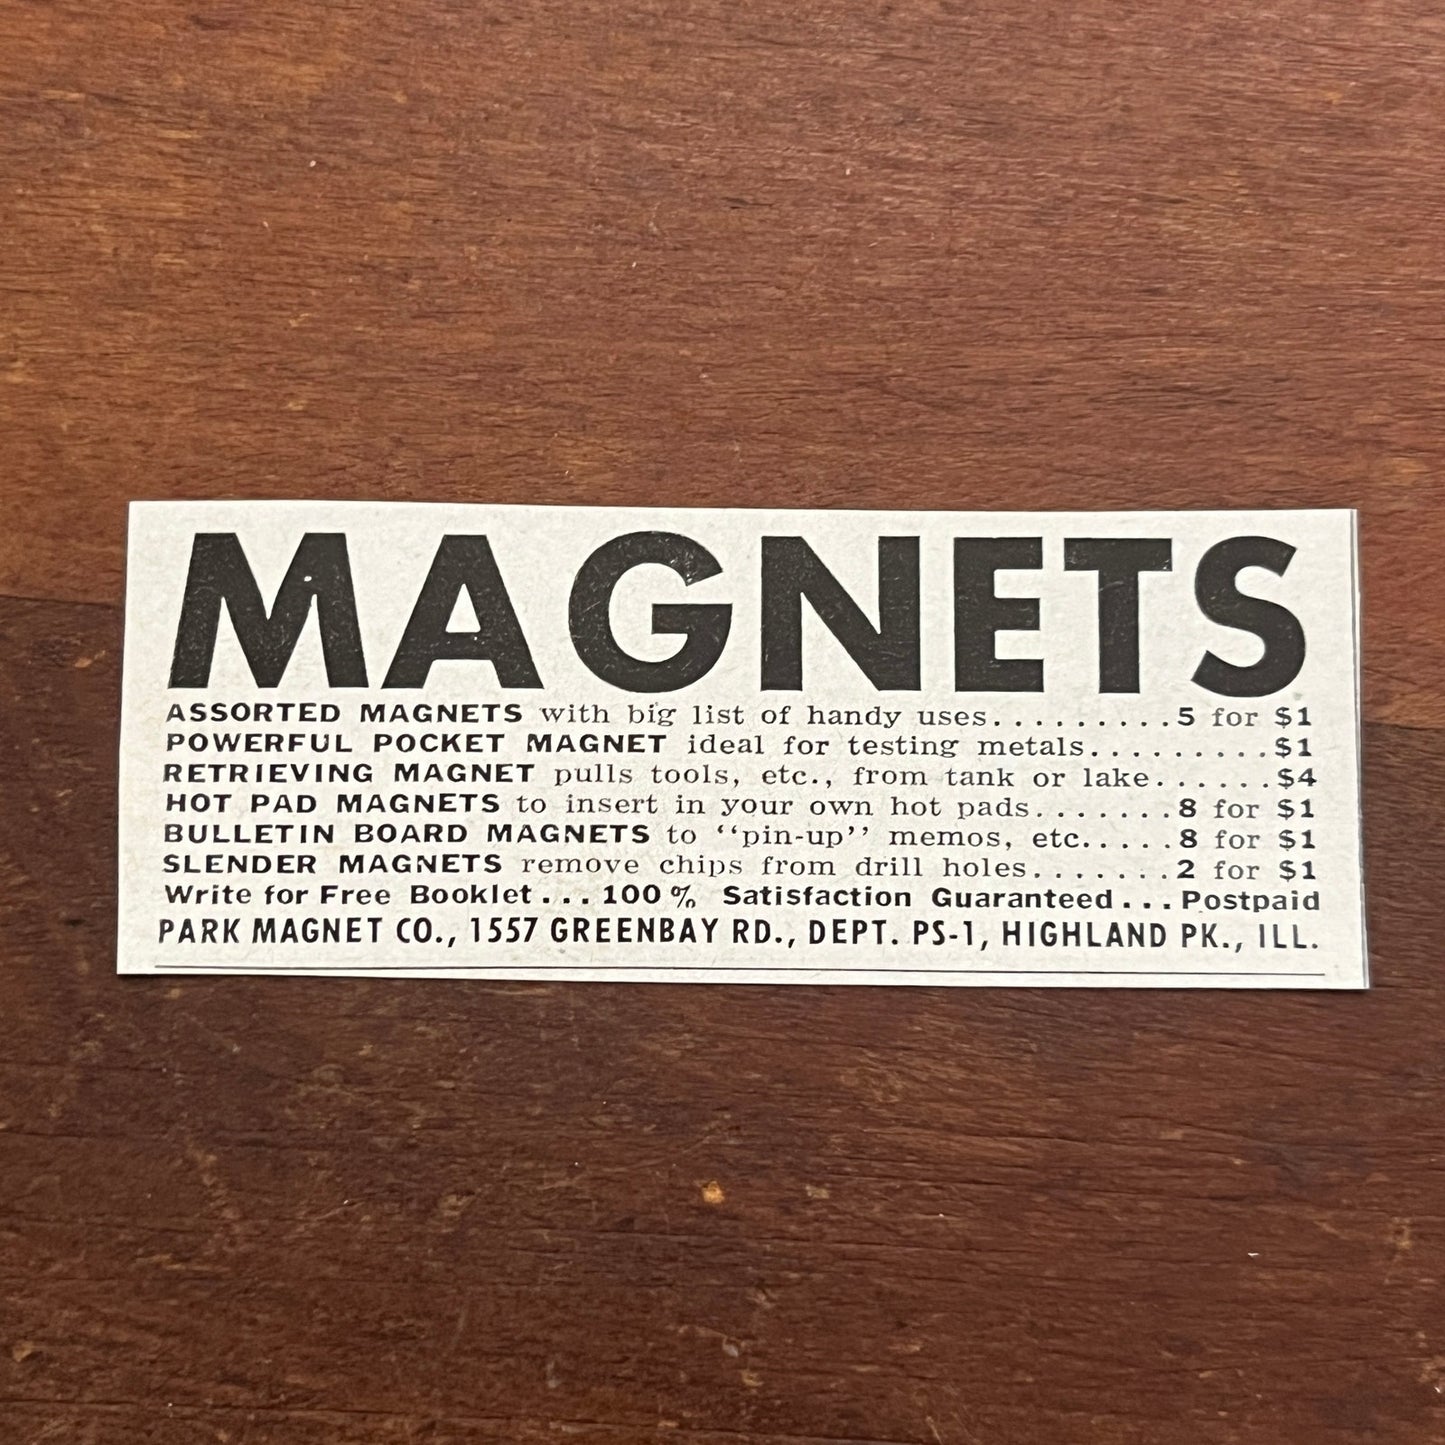 MAGNETS
ASSORTED MAGNETS with big list of handy uses.........5 for $1
POWERFUL POCKET MAGNET ideal for testing metals.........$1
RETRIEVING MAGNET pulls tools, etc., from tank or lake......$4
HOT PAD MAGNETS to insert in your own hot pads.......8 for $1
BULLETIN BOARD MAGNETS to “pin-up” memos, etc.....8 for $1
SLENDER MAGNETS remove chips from drill holes.......2 for $1
Write for Free Booklet...100% Satisfaction Guaranteed...Postpaid
PARK MAGNET CO., 1557 GREENBAY RD., DEPT. PS-1, HIGHLAND PK., ILL.